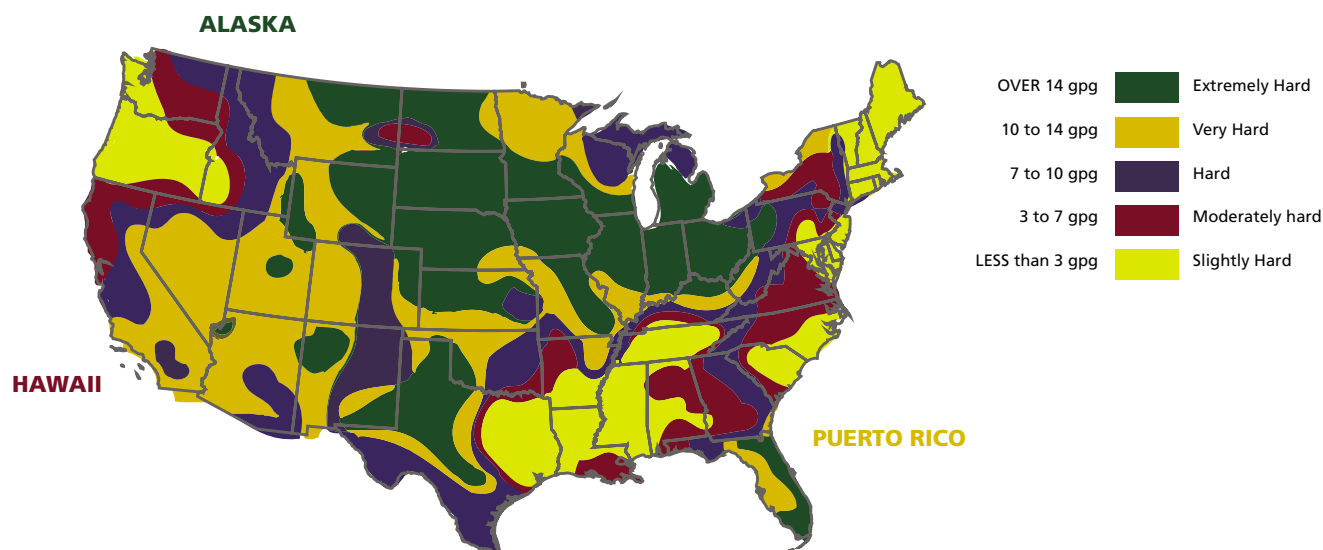 ALASKA
HAWAII
PUERTO RICO
OVER 14 gpg Extremely Hard
10 to 14 gpg Very Hard
7 to 10 gpg Hard
3 to 7 gpg Moderately hard
LESS than 3 gpg Slightly Hard